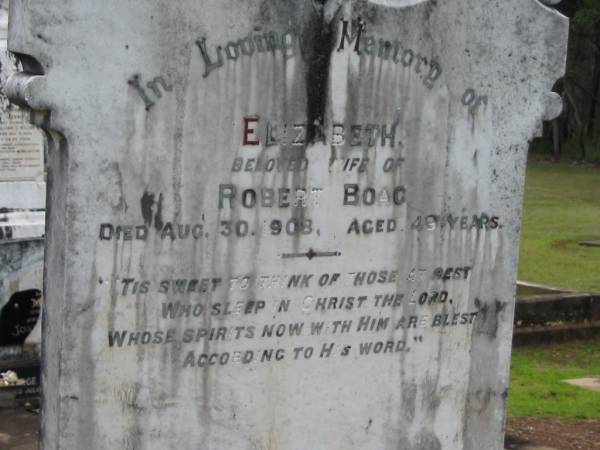 In Loving Memory of
ELIZABETH.
BELOVED WIFE OF
ROBERT BOAG
DIED AUG. 30. 1908, AGED 49 YEARS.
"'TIS SWEET TO THINK OF THOSE AT REST
WHO SLEEP IN CHRIST THE LORD,
WHOSE SPIRITS NOW WITH HIM ARE BLEST
ACCORDING TO HIS WORD."